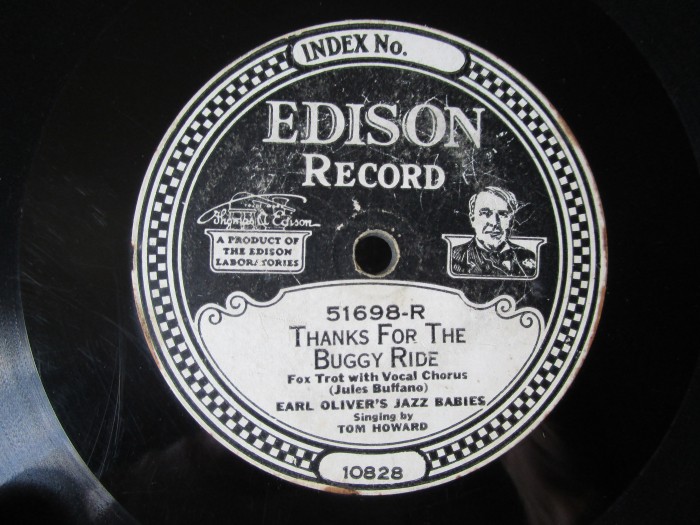 INDEX No.
EDISON
RECORD
Thomas A Edison
A PRODUCT OF
THE EDISON
LABORATORIES
51698-R
THANKS FOR THE
BUGGY RIDE
Fox Trot with Vocal Chorus
(Jules Buffano)
EARL OLIVER'S JAZZ BABIES
Singing by
TOM HOWARD
10828